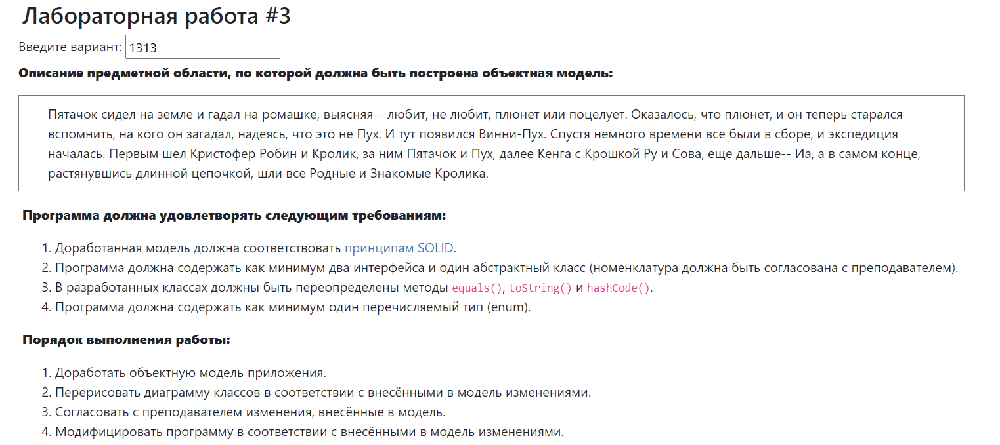 Лабораторная работа #3
Введите вариант: 1313
Описание предметной области, по которой должна быть построена объектная модель:
Пятачок сидел на земле и гадал на ромашке, выясняя-- любит, не любит, плюнет или поцелует. Оказалось, что плюнет, и он теперь старался
вспомнить, на кого он загадал, надеясь, что это не Пух. И тут появился Винни-Пух. Спустя немного времени все были в сборе, и экспедиция
началась. Первым шел Кристофер Робин и Кролик, за ним Пятачок и Пух, далее Кенга с Крошкой Ру и Сова, еще дальше-- Иа, а в самом конце,
растянувшись длинной цепочкой, шли все Родные и Знакомые Кролика.
Программа должна удовлетворять следующим требованиям:
1. Доработанная модель должна соответствовать принципам SOLID.
2. Программа должна содержать как минимум два интерфейса и один абстрактный класс (номенклатура должна быть согласована с преподавателем).
3. В разработанных классах должны быть переопределены методы equals(), toString() и hashCode().
4. Программа должна содержать как минимум один перечисляемый тип (enum).
Порядок выполнения работы:
1. Доработать объектную модель приложения.
2. Перерисовать диаграмму классов в соответствии с внесёнными в модель изменениями.
3. Согласовать с преподавателем изменения, внесённые в модель.
4. Модифицировать программу в соответствии с внесёнными в модель изменениями.